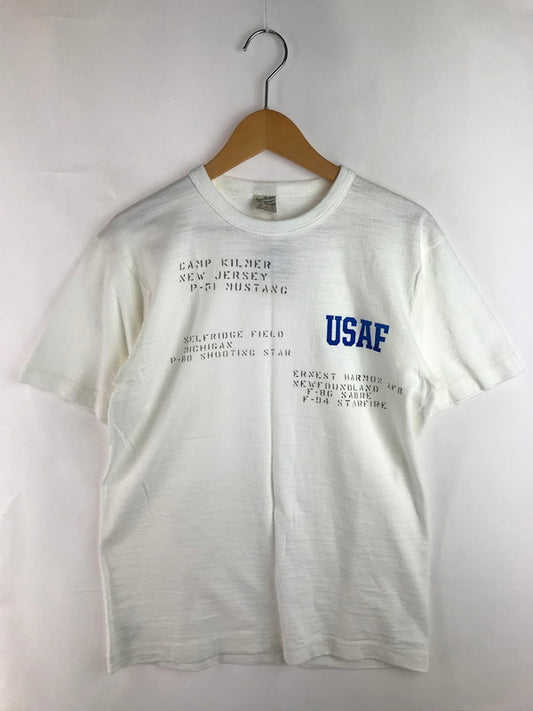 CAMP KILMER
NEW JERSEY
P-51 MUSTANG
USAF
SELFRIDGE FIELD
MICHIGAN
P-80 SHOOTING STAR
ERNEST HARMON AFB
NEWFOUNDLAND
F-86 SABRE
F-94 STARFIRE